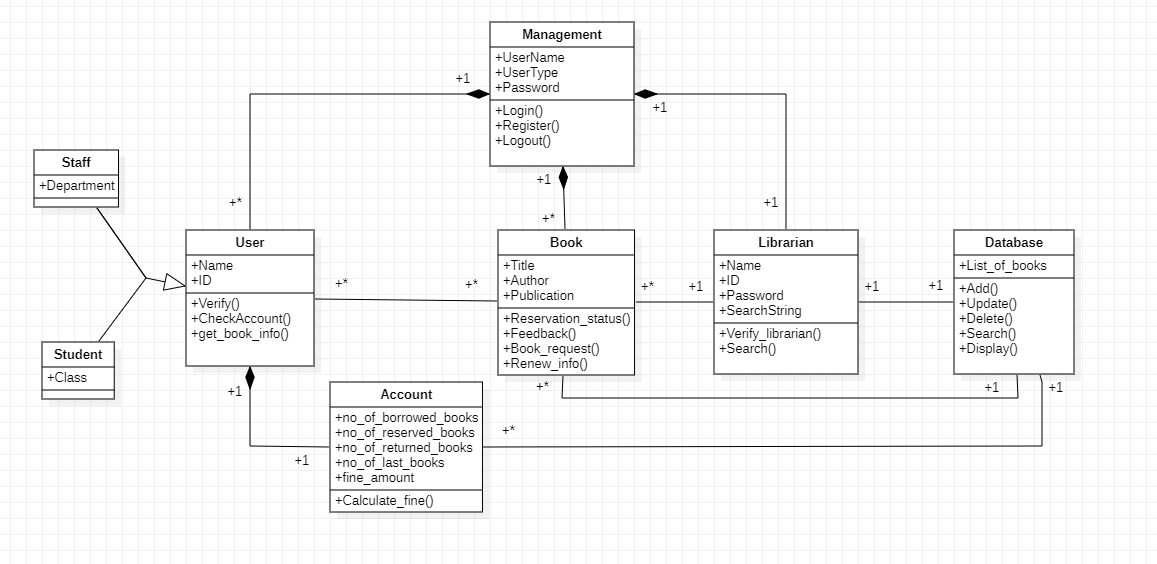 Management
+UserName
+UserType
+Password
+Login()
+Register()
+Logout()
+1
+1
+1
+*
+*
+1
Staff
+Department
Student
+Class
User
+Name
+ID
+Verify()
+CheckAccount()
+get_book_info()
+*
+*
Book
+Title
+Author
+Publication
+Reservation_status()
+Feedback()
+Book_request()
+Renew_info()
+*
+1
Librarian
+Name
+ID
+Password
+SearchString
+Verify_librarian()
+Search()
+1
+1
Database
+List_of_books
+Add()
+Update()
+Delete()
+Search()
+Display()
+1
+*
+1
+1
Account
+no_of_borrowed_books
+no_of_reserved_books
+no_of_returned_books
+no_of_last_books
+fine_amount
+Calculate_fine()
+*
+1